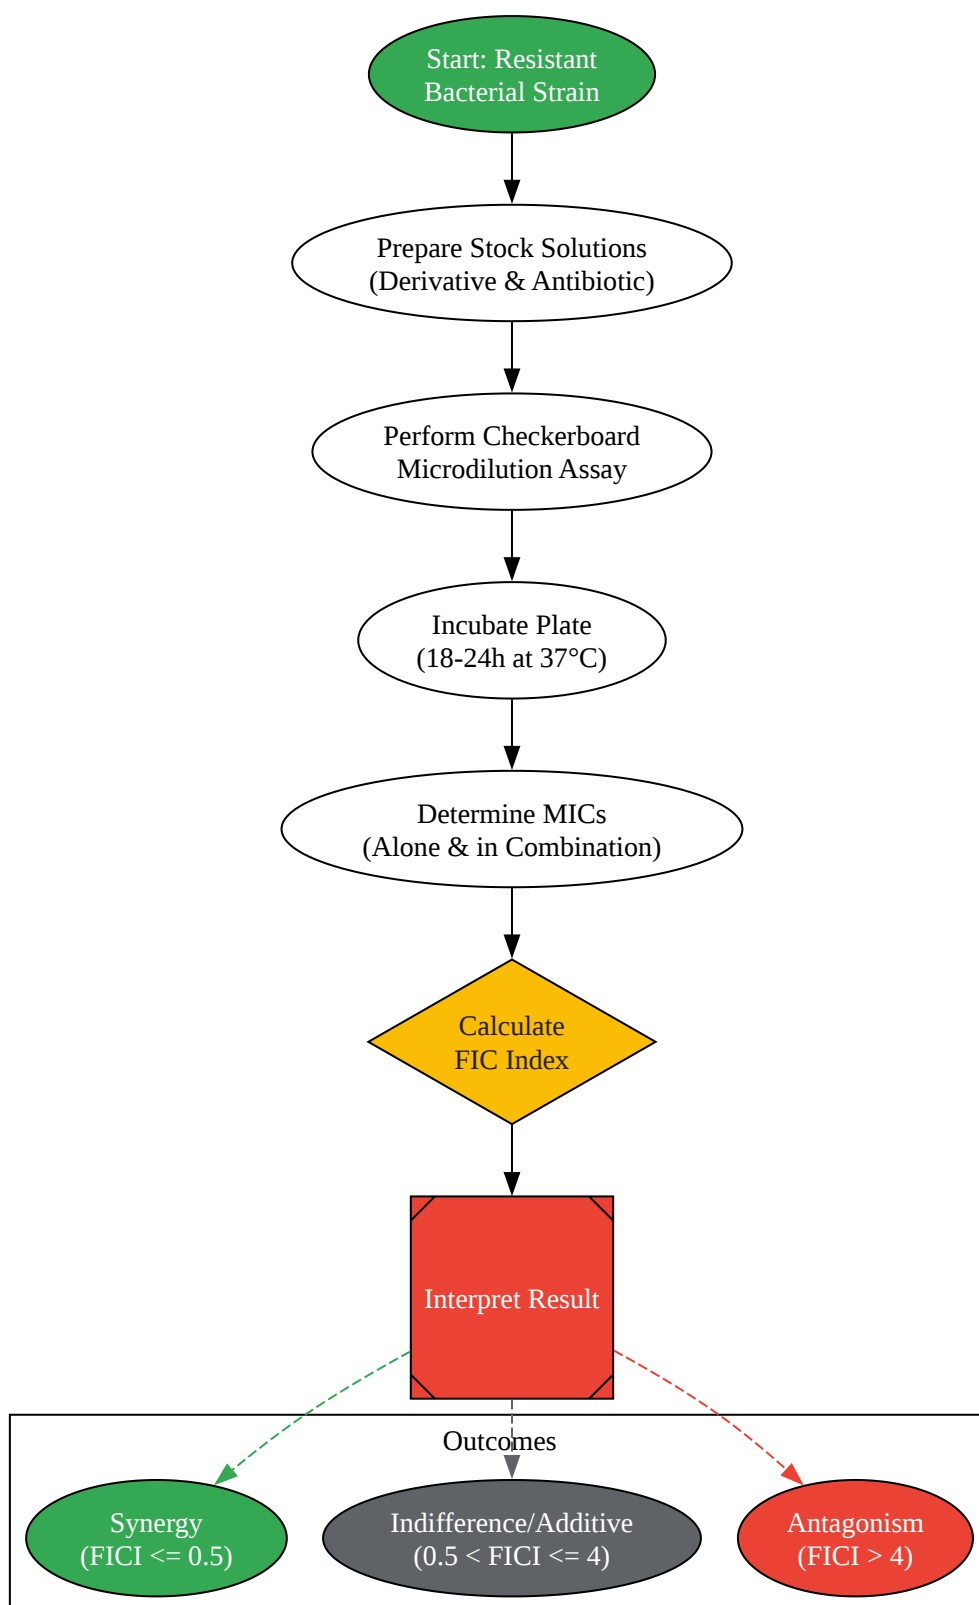 Start: Resistant
Bacterial Strain
Prepare Stock Solutions
(Derivative & Antibiotic)
Perform Checkerboard
Microdilution Assay
Incubate Plate
(18-24h at 37°C)
Determine MICs
(Alone & in Combination)
Calculate
FIC Index
Interpret Result
Outcomes
Synergy
(FICI <= 0.5)
Indifference/Additive
(0.5 < FICI <= 4)
Antagonism
(FICI > 4)